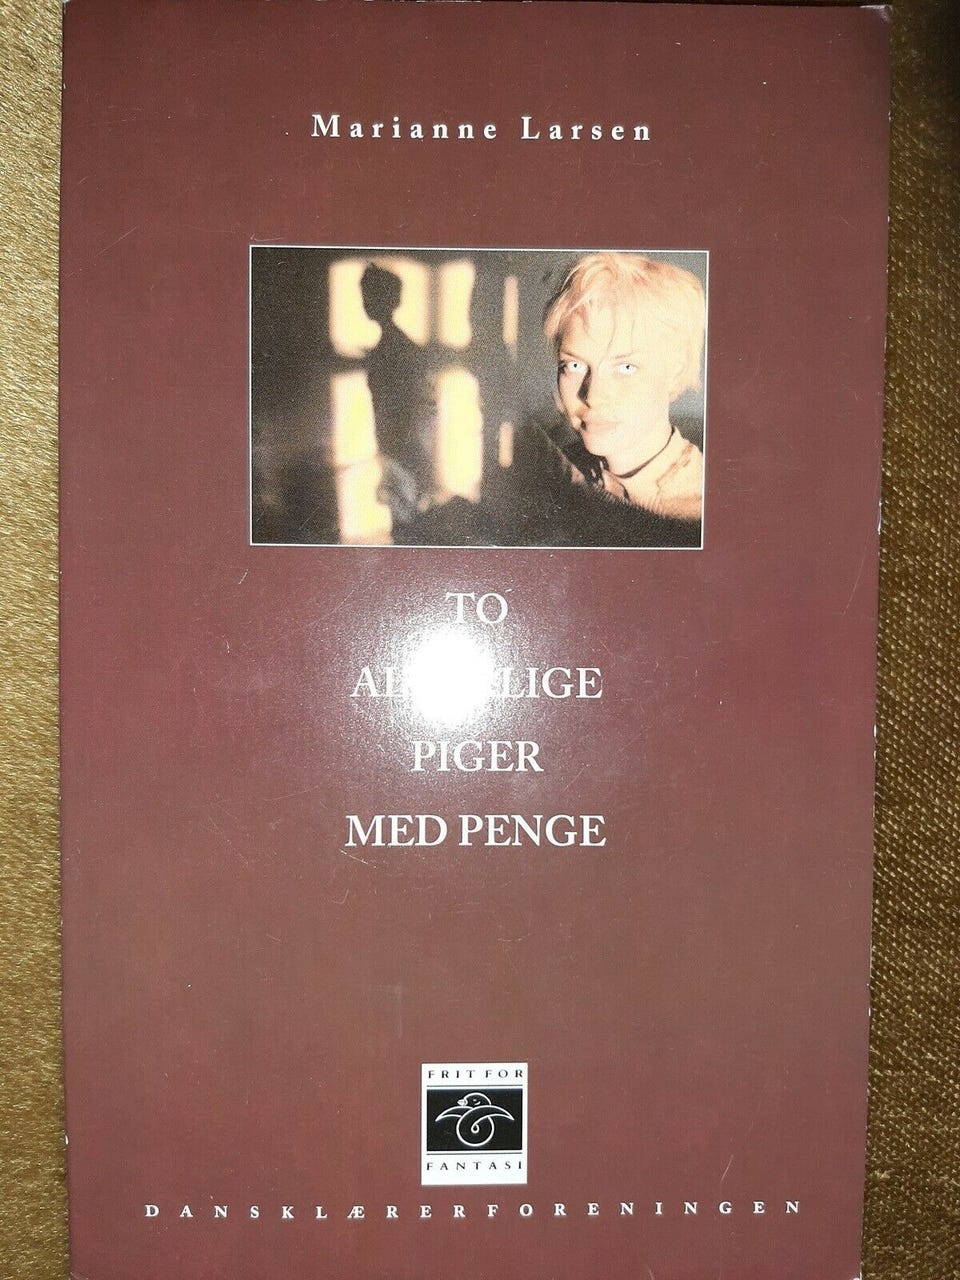 Marianne Larsen
TO
PIGER
MED PENGE
FRIT FOR
FANTASI
DANSKLÆRERFORENINGEN